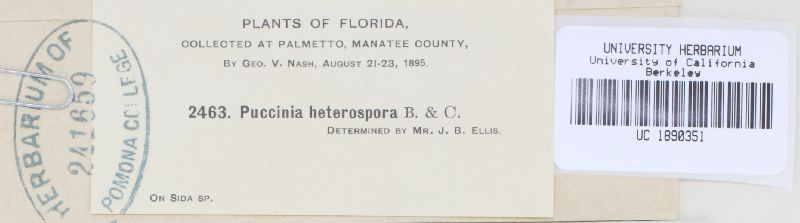 PLANTS OF FLORIDA,
COLLECTED AT PALMETTO, MANATEE COUNTY,
BY GEO. V. NASH, AUGUST 21-23, 1895.
2463. Puccinia heterospora B. & C.
DETERMINED BY MR. J. B. ELLIS.
ON SIDA SP.
HERBARIUM OF
241659
POMONA COLLEGE
UNIVERSITY HERBARIUM
University of California
Berkeley
UC 1890351